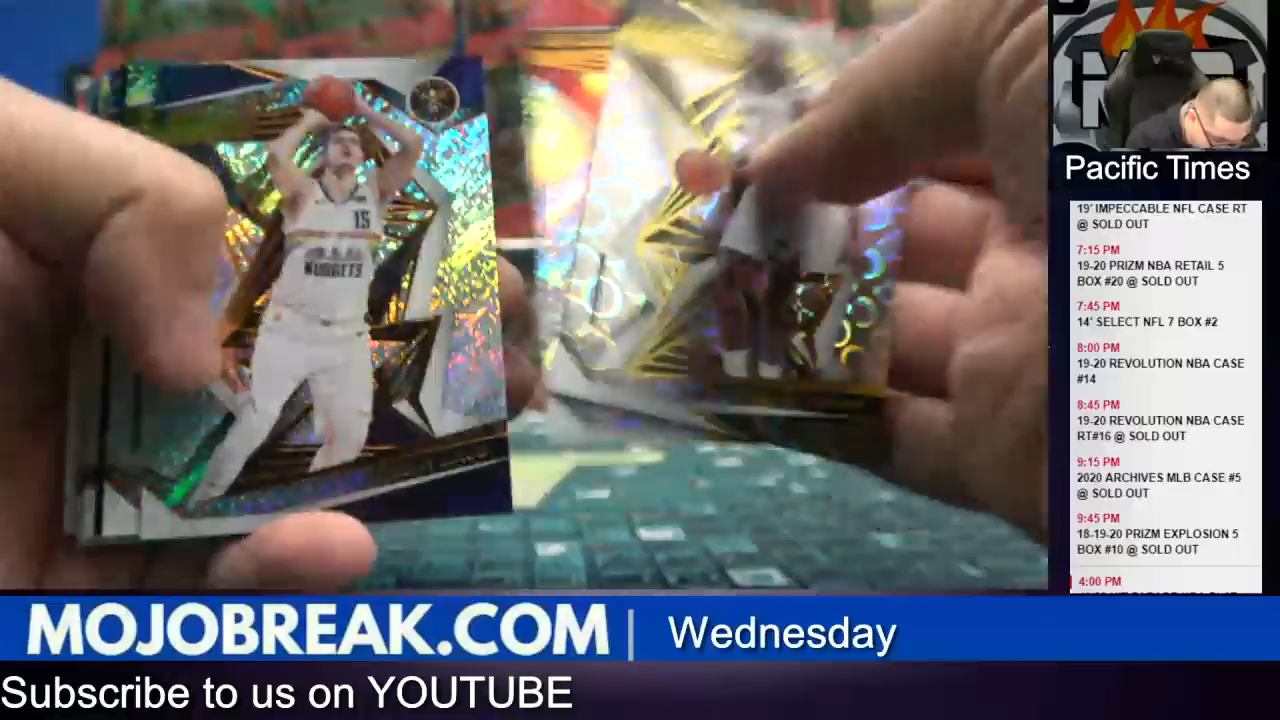 15
NUGGETS
Pacific Times
19' IMPECCABLE NFL CASE RT
@ SOLD OUT
7:15 PM
19-20 PRIZM NBA RETAIL 5
BOX #20 @ SOLD OUT
7:45 PM
14' SELECT NFL 7 BOX #2
8:00 PM
19-20 REVOLUTION NBA CASE
#14
8:45 PM
19-20 REVOLUTION NBA CASE
RT#16 @ SOLD OUT
9:15 PM
2020 ARCHIVES MLB CASE #5
@ SOLD OUT
9:45 PM
18-19-20 PRIZM EXPLOSION 5
BOX #10 @ SOLD OUT
4:00 PM
MOJOBREAK.COM | Wednesday
Subscribe to us on YOUTUBE